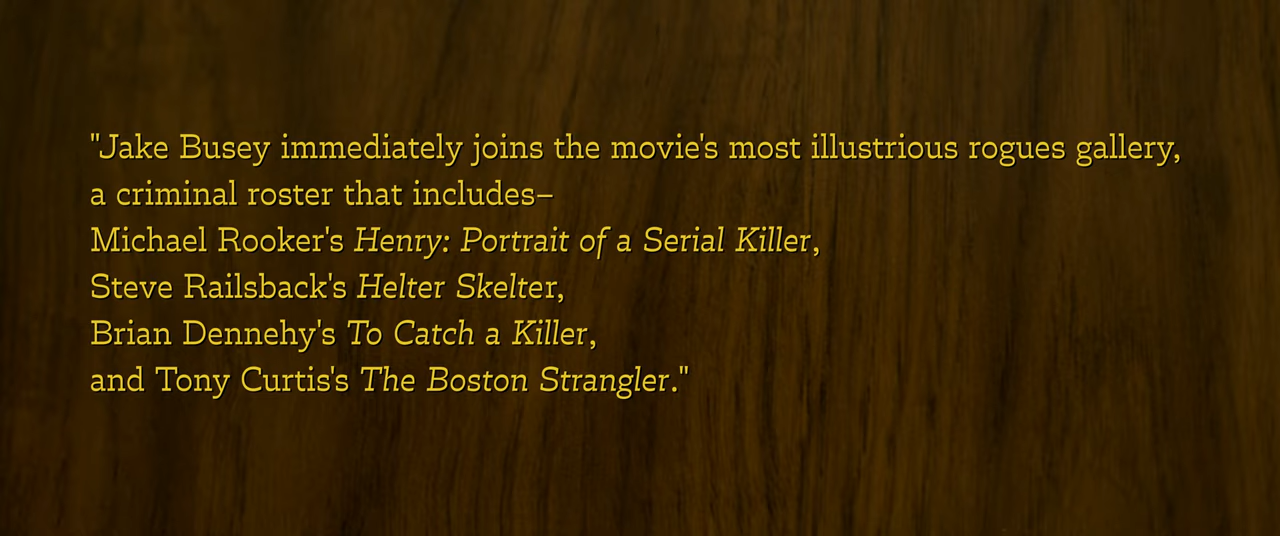 "Jake Busey immediately joins the movie's most illustrious rogues gallery,
a criminal roster that includes–
Michael Rooker's Henry: Portrait of a Serial Killer,
Steve Railsback's Helter Skelter,
Brian Dennehy's To Catch a Killer,
and Tony Curtis's The Boston Strangler."